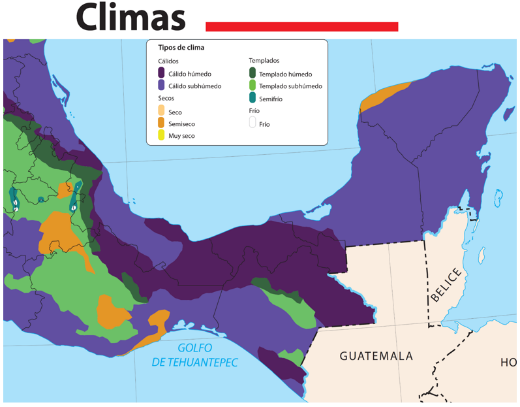 Climas
Tipos de clima
Cálidos
Cálido húmedo
Cálido subhúmedo
Secos
Seco
Semiseco
Muy seco
Templados
Templado húmedo
Templado subhúmedo
Semifrío
Frío
Frío
BELICE
GUATEMALA
HO
GOLFO
DE TEHUANTEPEC